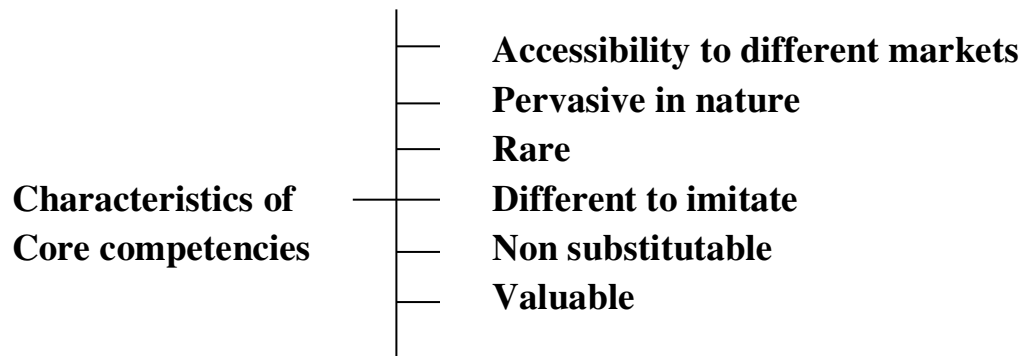 Characteristics of
Core competencies
Accessibility to different markets
Pervasive in nature
Rare
Different to imitate
Non substitutable
Valuable